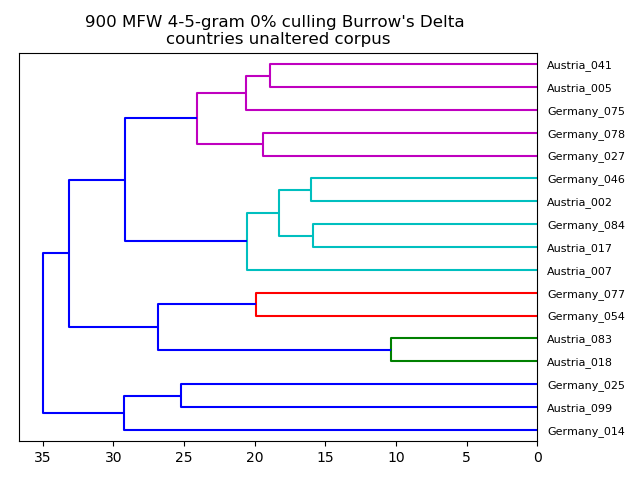 900 MFW 4-5-gram 0% culling Burrow's Delta
countries unaltered corpus
Austria_041
Austria_005
Germany_075
Germany_078
Germany_027
Germany_046
Austria_002
Germany_084
Austria_017
Austria_007
Germany_077
Germany_054
Austria_083
Austria_018
Germany_025
Austria_099
Germany_014
35 30 25 20 15 10 5 0